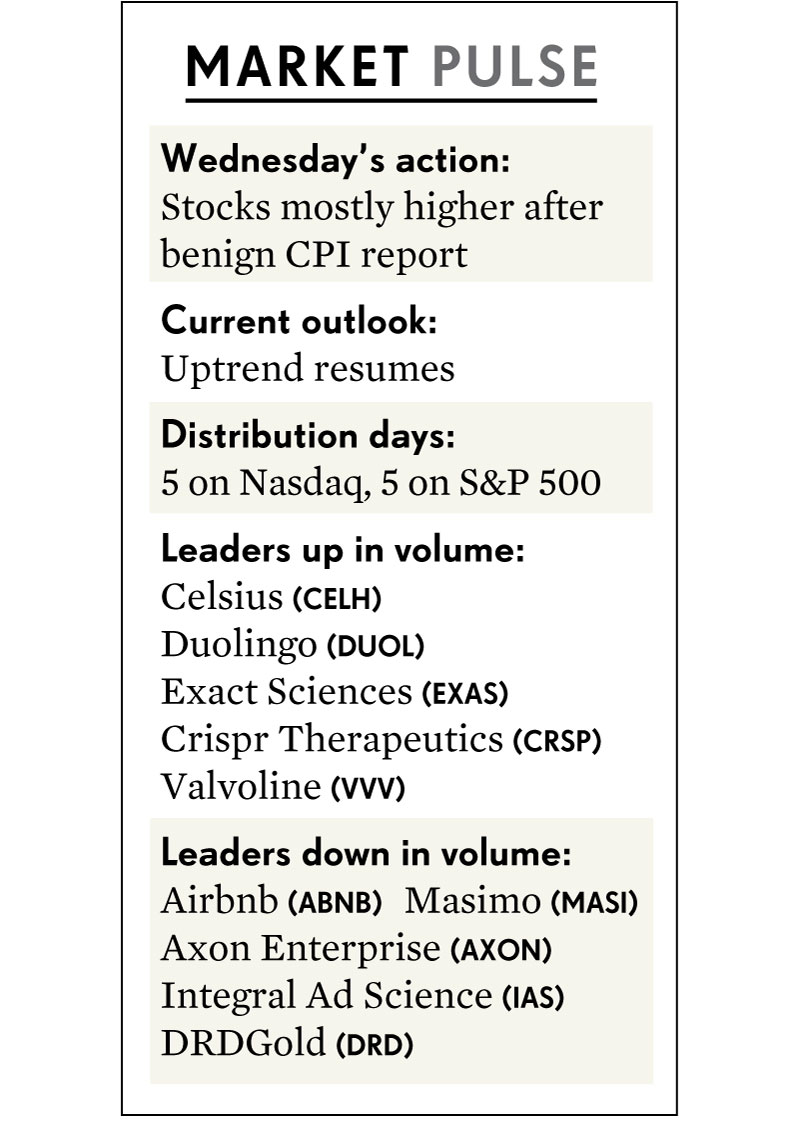 MARKET PULSE
Wednesday’s action:
Stocks mostly higher after
benign CPI report
Current outlook:
Uptrend resumes
Distribution days:
5 on Nasdaq, 5 on S&P 500
Leaders up in volume:
Celsius (CELH)
Duolingo (DUOL)
Exact Sciences (EXAS)
Crispr Therapeutics (CRSP)
Valvoline (VVV)
Leaders down in volume:
Airbnb (ABNB) Masimo (MASI)
Axon Enterprise (AXON)
Integral Ad Science (IAS)
DRDGold (DRD)